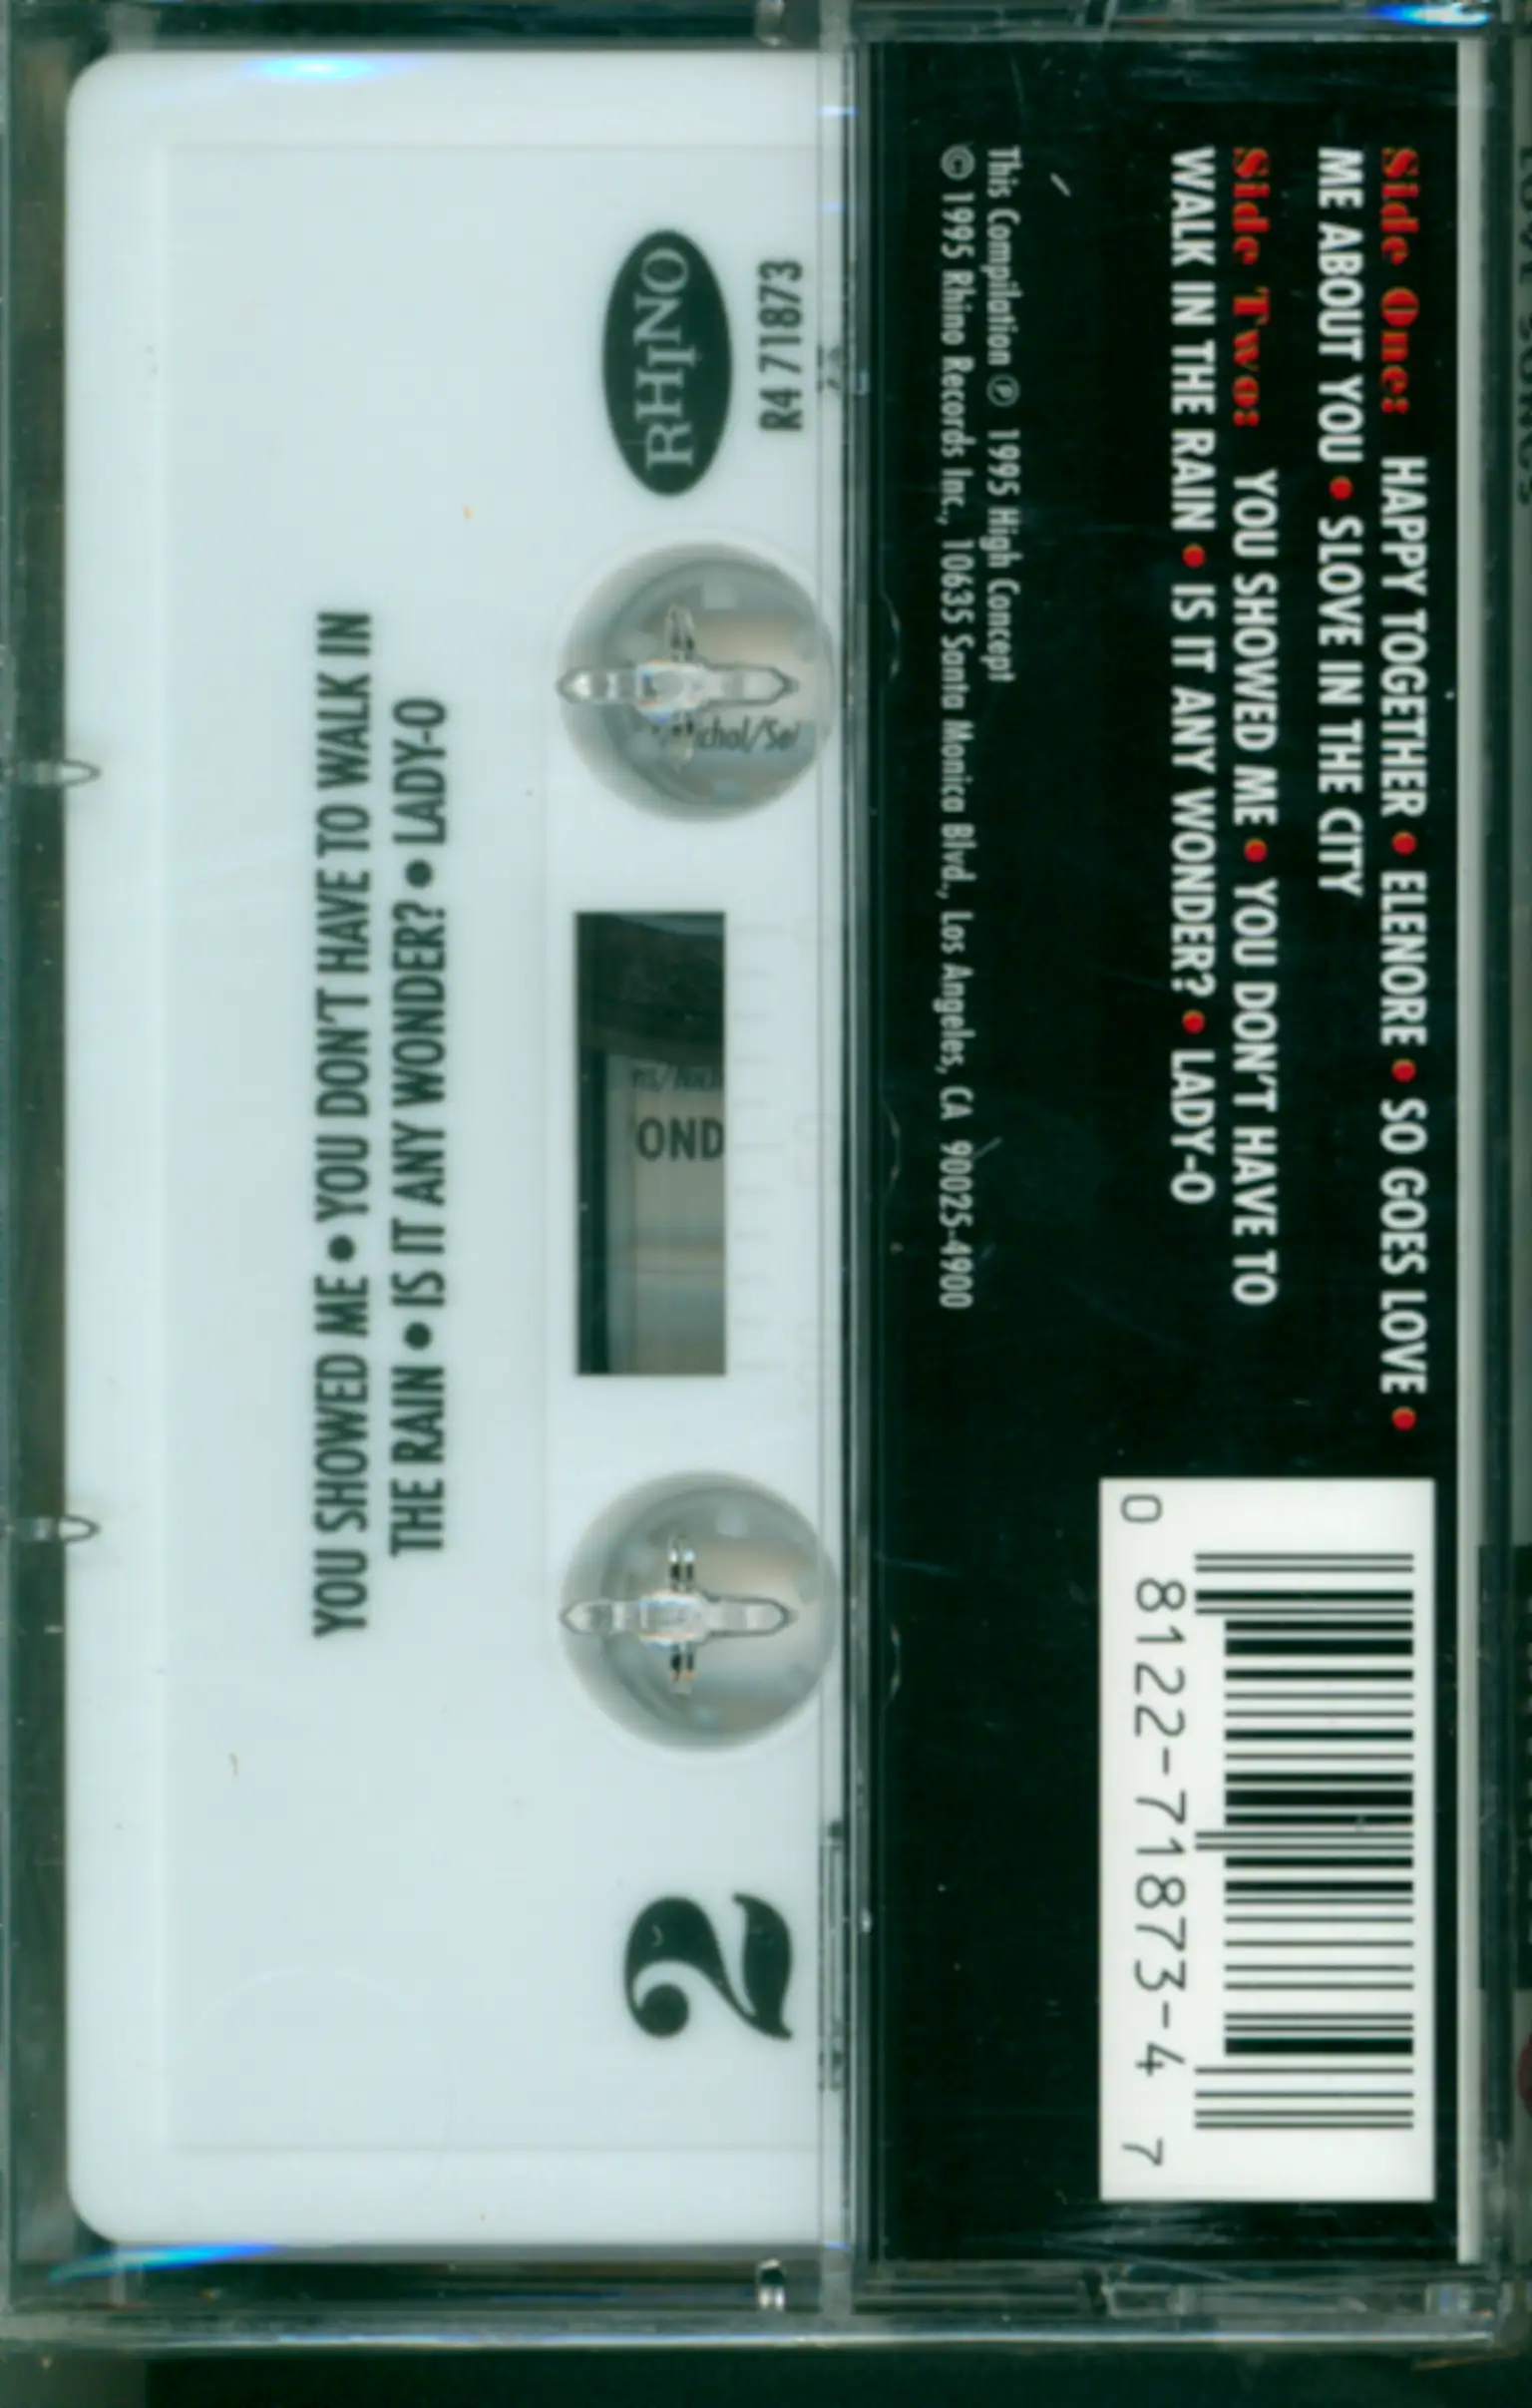 Side One: HAPPY TOGETHER • ELENORE • SO GOES LOVE •
ME ABOUT YOU • SLOVE IN THE CITY
Side Two: YOU SHOWED ME • YOU DON'T HAVE TO
WALK IN THE RAIN • IS IT ANY WONDER? • LADY-O
This Compilation ℗ 1995 High Concept
© 1995 Rhino Records Inc., 10635 Santa Monica Blvd., Los Angeles, CA 90025-4900
0 8122-71873-4 7
R4 71873
RHINO
2
chol/Sel
OND
YOU SHOWED ME • YOU DON'T HAVE TO WALK IN
THE RAIN • IS IT ANY WONDER? • LADY-O